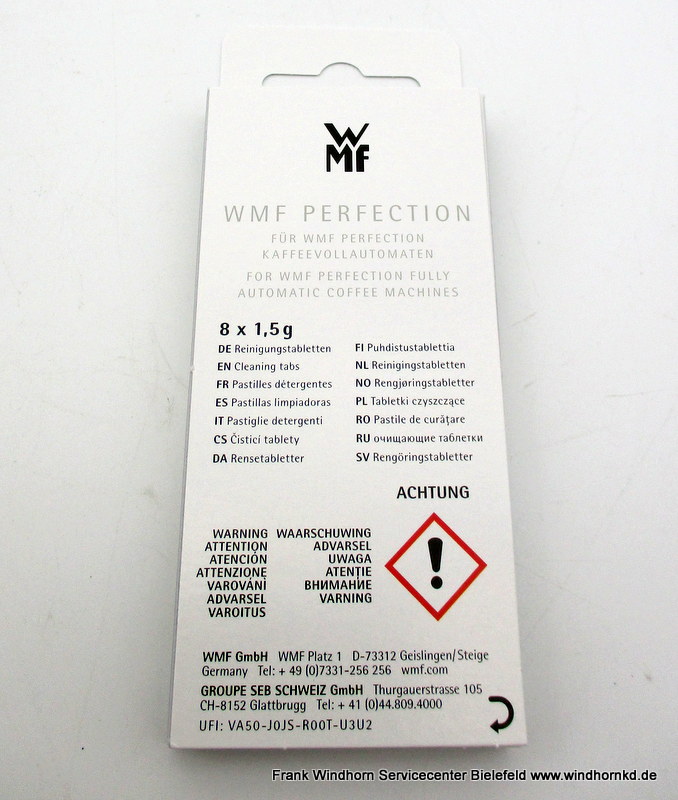 WMF
WMF PERFECTION
FÜR WMF PERFECTION
KAFFEEVOLLAUTOMATEN
FOR WMF PERFECTION FULLY
AUTOMATIC COFFEE MACHINES
8 x 1,5 g
DE Reinigungstabletten
EN Cleaning tabs
FR Pastilles détergentes
ES Pastillas limpiadoras
IT Pastiglie detergenti
CS Čisticí tablety
DA Rensetabletter
FI Puhdistustablettia
NL Reinigingstabletten
NO Rengjøringstabletter
PL Tabletki czyszczące
RO Pastile de curăţare
RU очищающие таблетки
SV Rengöringstabletter
ACHTUNG
WARNING
ATTENTION
ATENCIÓN
ATTENZIONE
VAROVÁNÍ
ADVARSEL
VAROITUS
WAARSCHUWING
ADVARSEL
UWAGA
ATENŢIE
ВНИМАНИЕ
VARNING
!
WMF GmbH WMF Platz 1 D-73312 Geislingen/Steige
Germany Tel: + 49 (0)7331-256 256 wmf.com
GROUPE SEB SCHWEIZ GmbH Thurgauerstrasse 105
CH-8152 Glattbrugg Tel: + 41 (0)44.809.4000
UFI: VA50-J0JS-R00T-U3U2
Frank Windhorn Servicecenter Bielefeld www.windhornkd.de